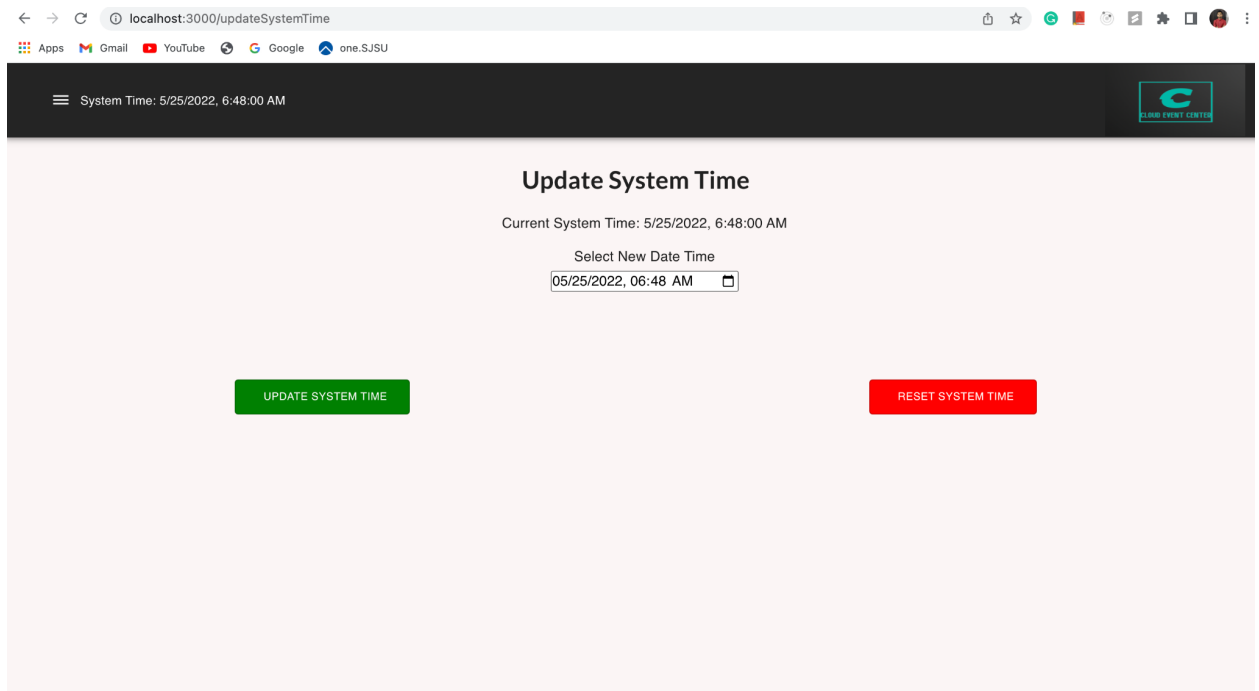 localhost:3000/updateSystemTime
Apps Gmail YouTube Google one.SJSU
System Time: 5/25/2022, 6:48:00 AM
CLOUD EVENT CENTER
Update System Time
Current System Time: 5/25/2022, 6:48:00 AM
Select New Date Time
05/25/2022, 06:48 AM
UPDATE SYSTEM TIME
RESET SYSTEM TIME